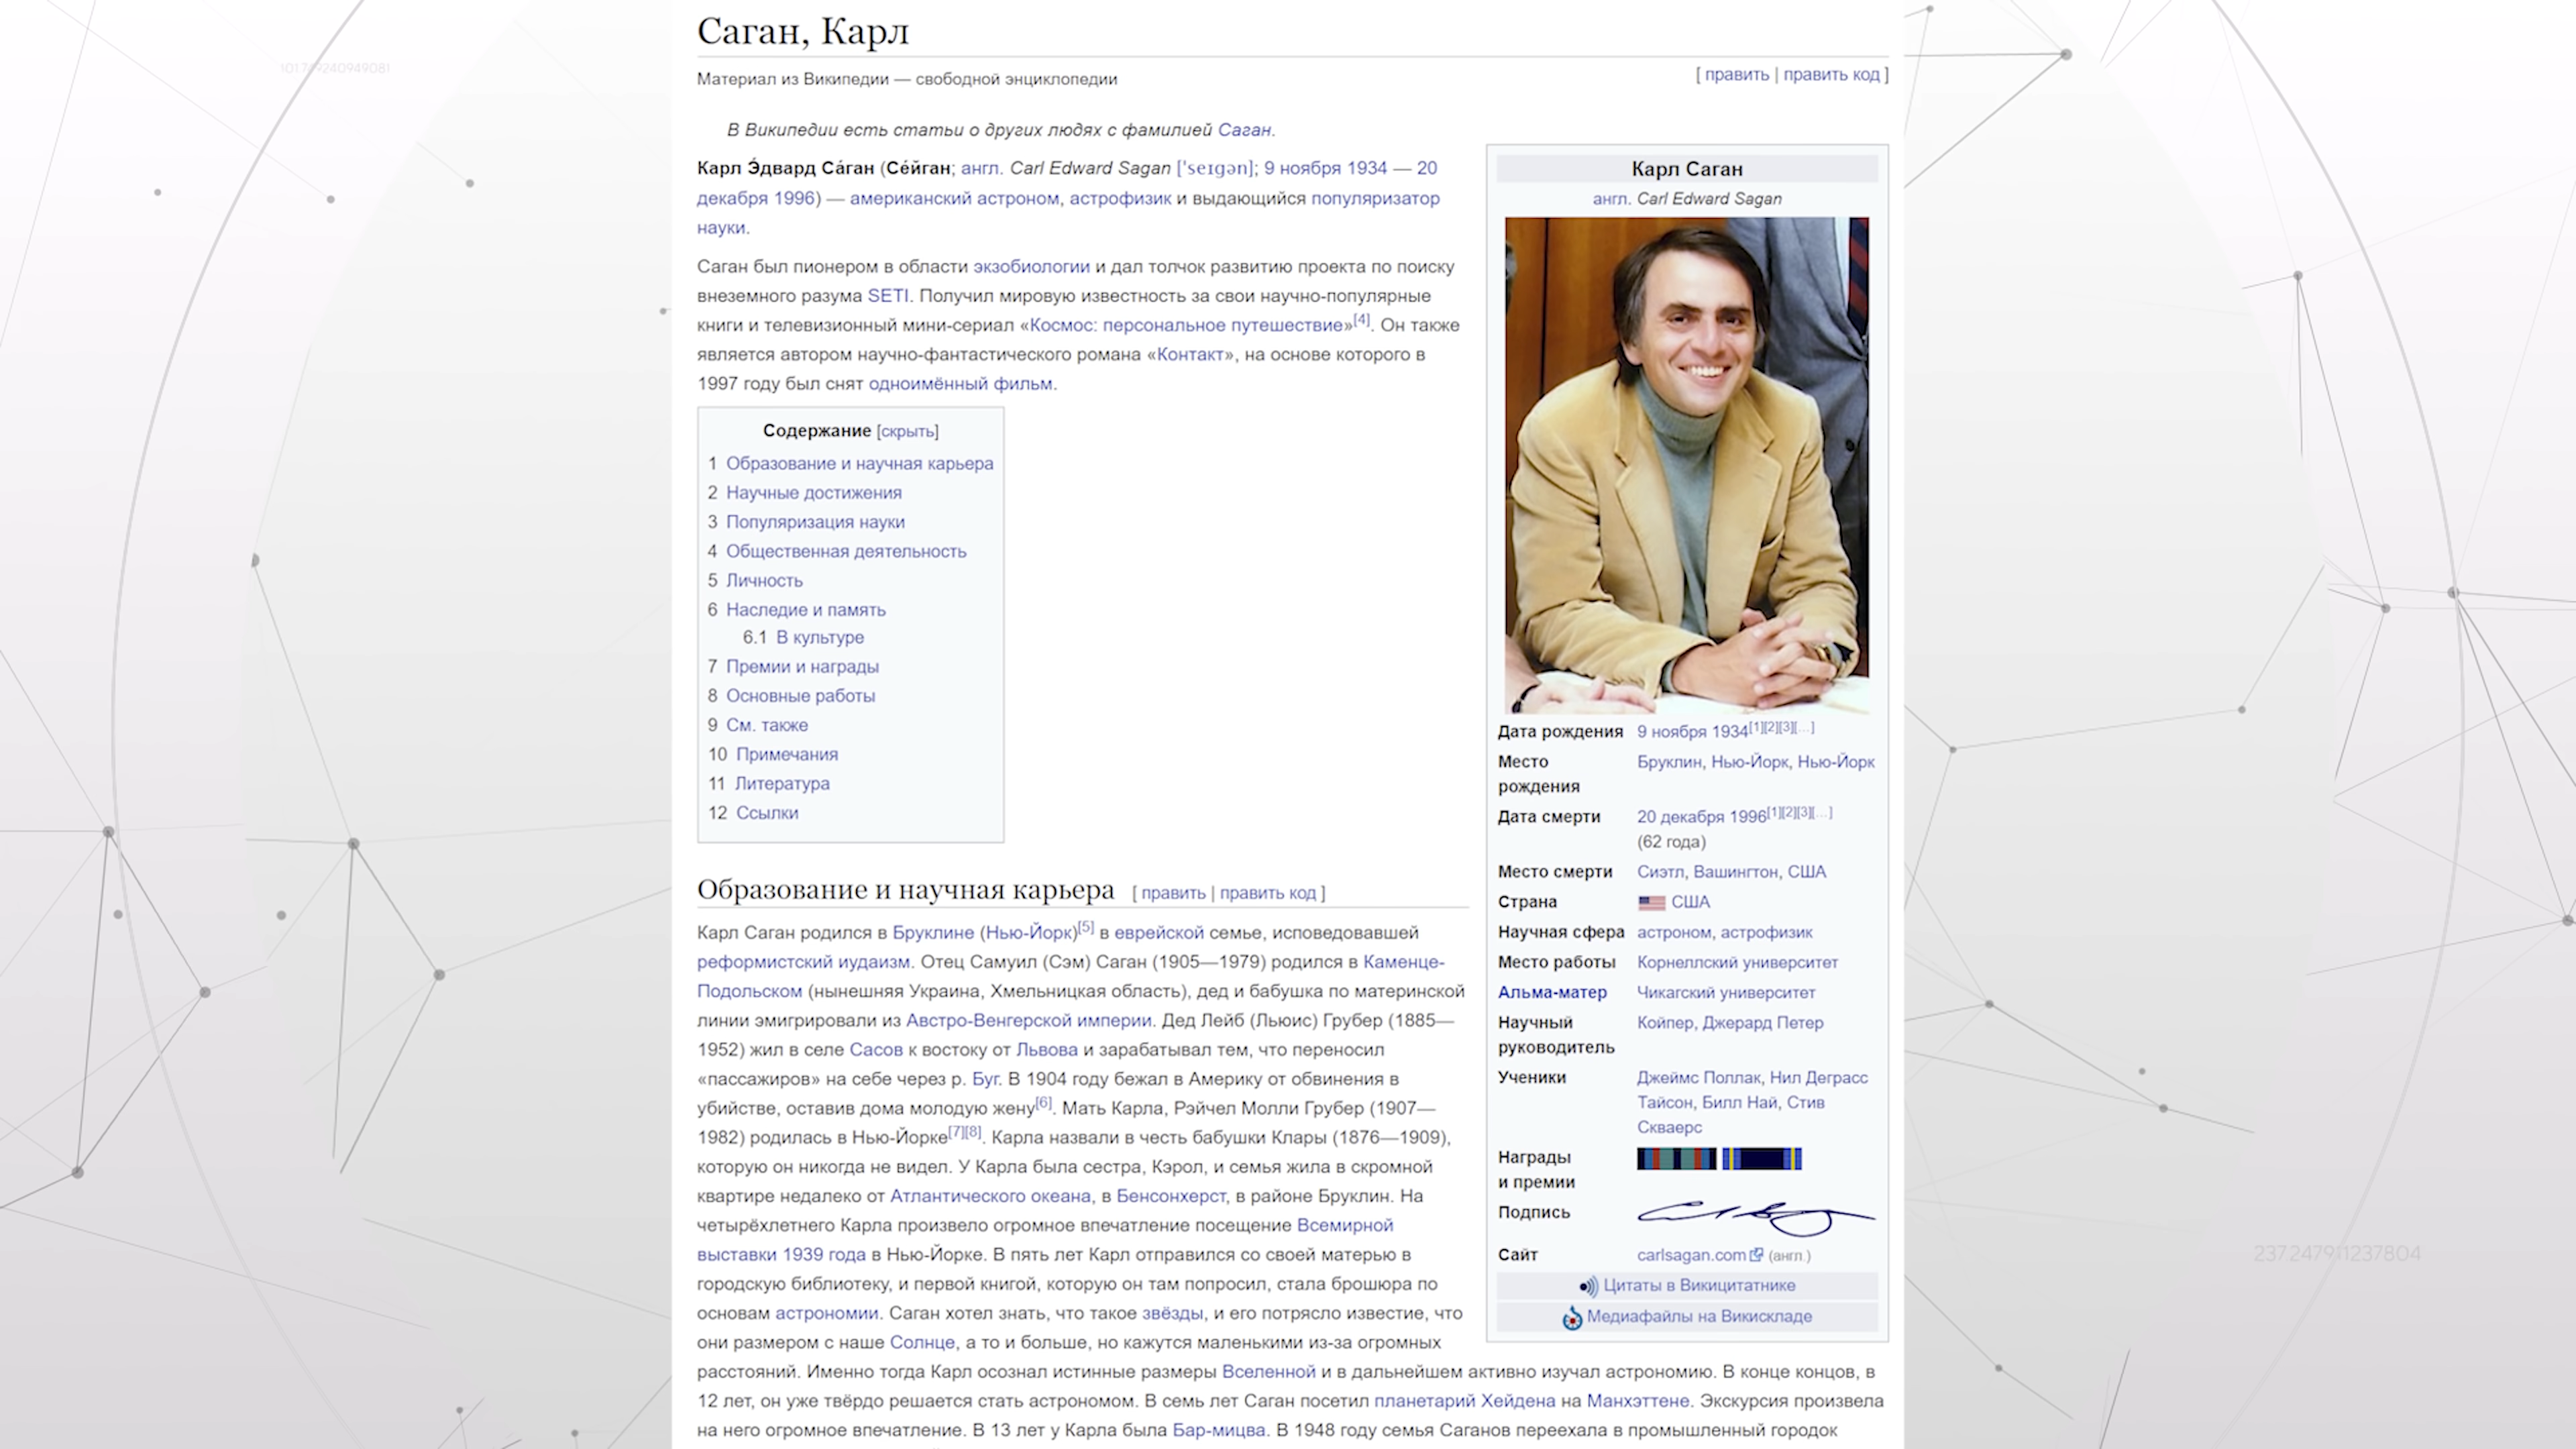 Саган, Карл
Материал из Википедии — свободной энциклопедии
[ править | править код ]
В Википедии есть статьи о других людях с фамилией Саган.
Карл Э́двард Са́ган (Се́йган; англ. Carl Edward Sagan ['seɪgən]; 9 ноября 1934 — 20
декабря 1996) — американский астроном, астрофизик и выдающийся популяризатор
науки.
Саган был пионером в области экзобиологии и дал толчок развитию проекта по поиску
внеземного разума SETI. Получил мировую известность за свои научно-популярные
книги и телевизионный мини-сериал «Космос: персональное путешествие»[4]. Он также
является автором научно-фантастического романа «Контакт», на основе которого в
1997 году был снят одноимённый фильм.
Содержание [скрыть]
1 Образование и научная карьера
2 Научные достижения
3 Популяризация науки
4 Общественная деятельность
5 Личность
6 Наследие и память
6.1 В культуре
7 Премии и награды
8 Основные работы
9 См. также
10 Примечания
11 Литература
12 Ссылки
Образование и научная карьера [ править | править код ]
Карл Саган родился в Бруклине (Нью-Йорк)[5] в еврейской семье, исповедовавшей
реформистский иудаизм. Отец Самуил (Сэм) Саган (1905—1979) родился в Каменце-
Подольском (нынешняя Украина, Хмельницкая область), дед и бабушка по материнской
линии эмигрировали из Австро-Венгерской империи. Дед Лейб (Льюис) Грубер (1885—
1952) жил в селе Сасов к востоку от Львова и зарабатывал тем, что переносил
«пассажиров» на себе через р. Буг. В 1904 году бежал в Америку от обвинения в
убийстве, оставив дома молодую жену[6]. Мать Карла, Рэйчел Молли Грубер (1907—
1982) родилась в Нью-Йорке[7][8]. Карла назвали в честь бабушки Клары (1876—1909),
которую он никогда не видел. У Карла была сестра, Кэрол, и семья жила в скромной
квартире недалеко от Атлантического океана, в Бенсонхерст, в районе Бруклин. На
четырёхлетнего Карла произвело огромное впечатление посещение Всемирной
выставки 1939 года в Нью-Йорке. В пять лет Карл отправился со своей матерью в
городскую библиотеку, и первой книгой, которую он там попросил, стала брошюра по
основам астрономии. Саган хотел знать, что такое звёзды, и его потрясло известие, что
они размером с наше Солнце, а то и больше, но кажутся маленькими из-за огромных
расстояний. Именно тогда Карл осознал истинные размеры Вселенной и в дальнейшем активно изучал астрономию. В конце концов, в
12 лет, он уже твёрдо решается стать астрономом. В семь лет Саган посетил планетарий Хейдена на Манхэттене. Экскурсия произвела
на него огромное впечатление. В 13 лет у Карла была Бар-мицва. В 1948 году семья Саганов переехала в промышленный городок
Карл Саган
англ. Carl Edward Sagan
Дата рождения 9 ноября 1934[1][2][3][…]
Место Бруклин, Нью-Йорк, Нью-Йорк
рождения
Дата смерти 20 декабря 1996[1][2][3][…]
(62 года)
Место смерти Сиэтл, Вашингтон, США
Страна США
Научная сфера астроном, астрофизик
Место работы Корнеллский университет
Альма-матер Чикагский университет
Научный Койпер, Джерард Петер
руководитель
Ученики Джеймс Поллак, Нил Деграсс
Тайсон, Билл Най, Стив
Скваерс
Награды
и премии
Подпись
Сайт carlsagan.com (англ.)
Цитаты в Викицитатнике
Медиафайлы на Викискладе